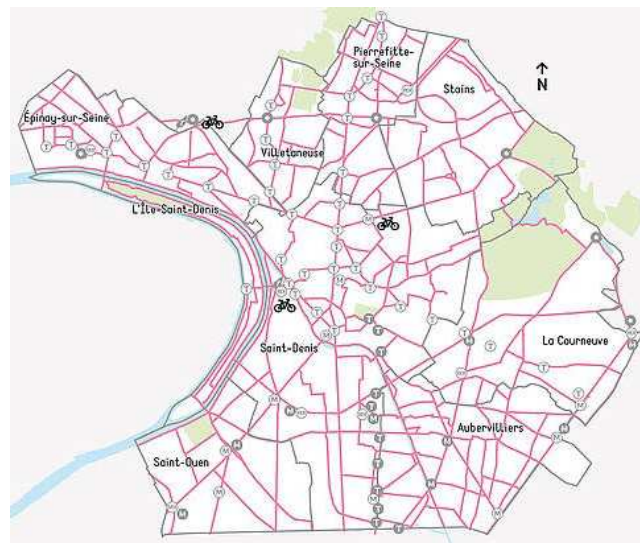 Pierrefitte-
sur-Seine
Stains
N
Épinay-sur-Seine
Villetaneuse
L'Île-Saint-Denis
Saint-Denis
La Courneuve
Aubervilliers
Saint-Ouen